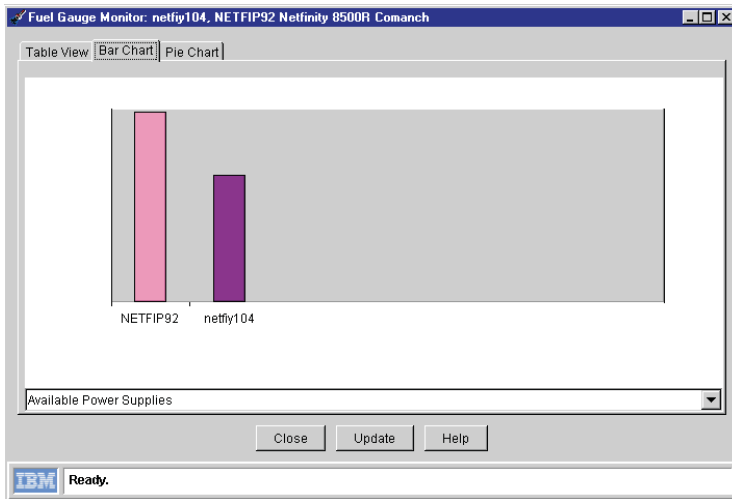 Fuel Gauge Monitor: netfiy104, NETFIP92 Netfinity 8500R Comanch
Table View Bar Chart Pie Chart
NETFIP92 netfiy104
Available Power Supplies
Close Update Help
IBM Ready.